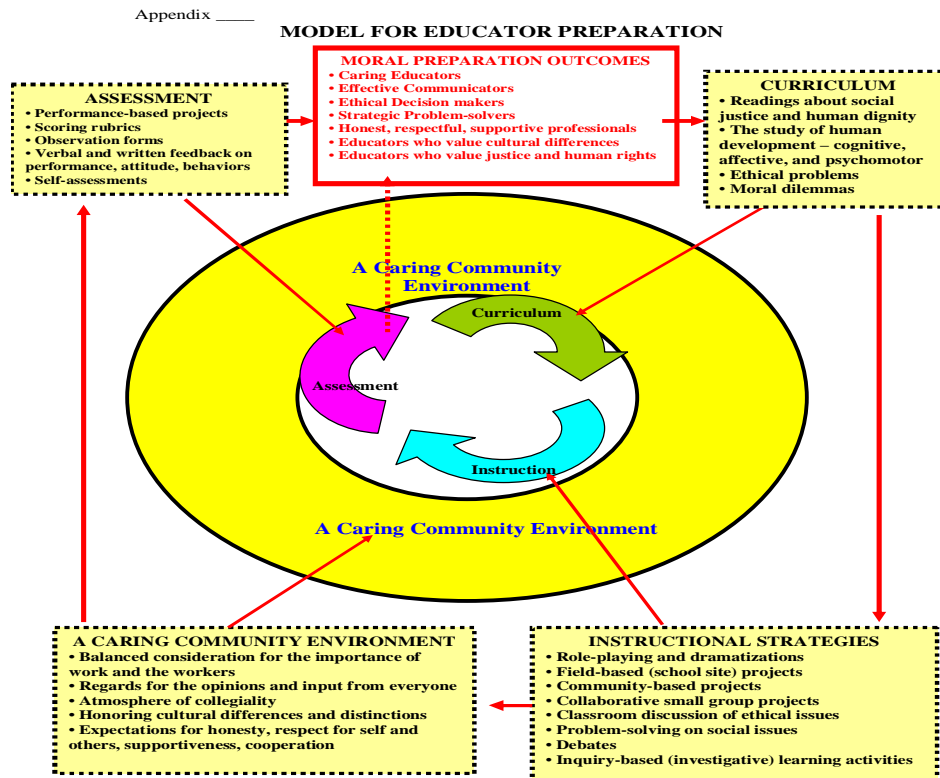 Appendix ____
MODEL FOR EDUCATOR PREPARATION
MORAL PREPARATION OUTCOMES
• Caring Educators
• Effective Communicators
• Ethical Decision makers
• Strategic Problem-solvers
• Honest, respectful, supportive professionals
• Educators who value cultural differences
• Educators who value justice and human rights
ASSESSMENT
• Performance-based projects
• Scoring rubrics
• Observation forms
• Verbal and written feedback on
performance, attitude, behaviors
• Self-assessments
CURRICULUM
• Readings about social
justice and human dignity
• The study of human
development – cognitive,
affective, and psychomotor
• Ethical problems
• Moral dilemmas
A Caring Community
Environment
Curriculum
Assessment
Instruction
A Caring Community Environment
A CARING COMMUNITY ENVIRONMENT
• Balanced consideration for the importance of
work and the workers
• Regards for the opinions and input from everyone
• Atmosphere of collegiality
• Honoring cultural differences and distinctions
• Expectations for honesty, respect for self and
others, supportiveness, cooperation
INSTRUCTIONAL STRATEGIES
• Role-playing and dramatizations
• Field-based (school site) projects
• Community-based projects
• Collaborative small group projects
• Classroom discussion of ethical issues
• Problem-solving on social issues
• Debates
• Inquiry-based (investigative) learning activities